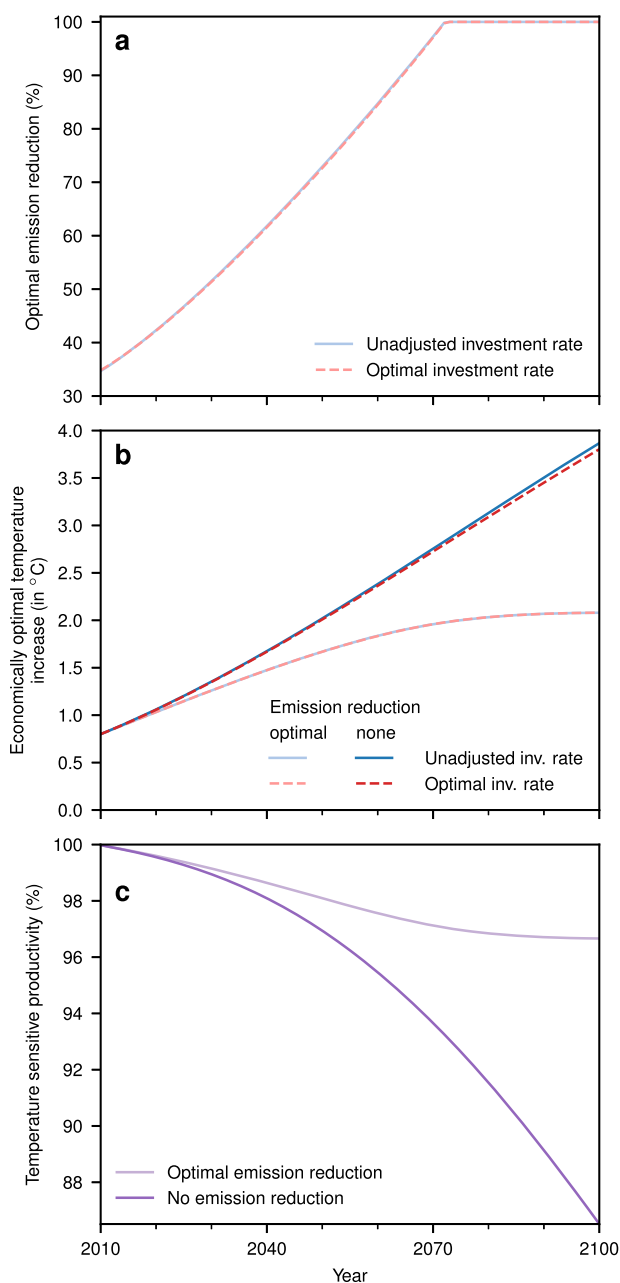 a
Optimal emission reduction (%)
100
90
80
70
60
50
40
30
Unadjusted investment rate
Optimal investment rate
b
Economically optimal temperature
increase (in °C)
4.0
3.5
3.0
2.5
2.0
1.5
1.0
0.5
0.0
Emission reduction
optimal none
Unadjusted inv. rate
Optimal inv. rate
c
Temperature sensitive productivity (%)
100
98
96
94
92
90
88
Optimal emission reduction
No emission reduction
2010 2040 2070 2100
Year